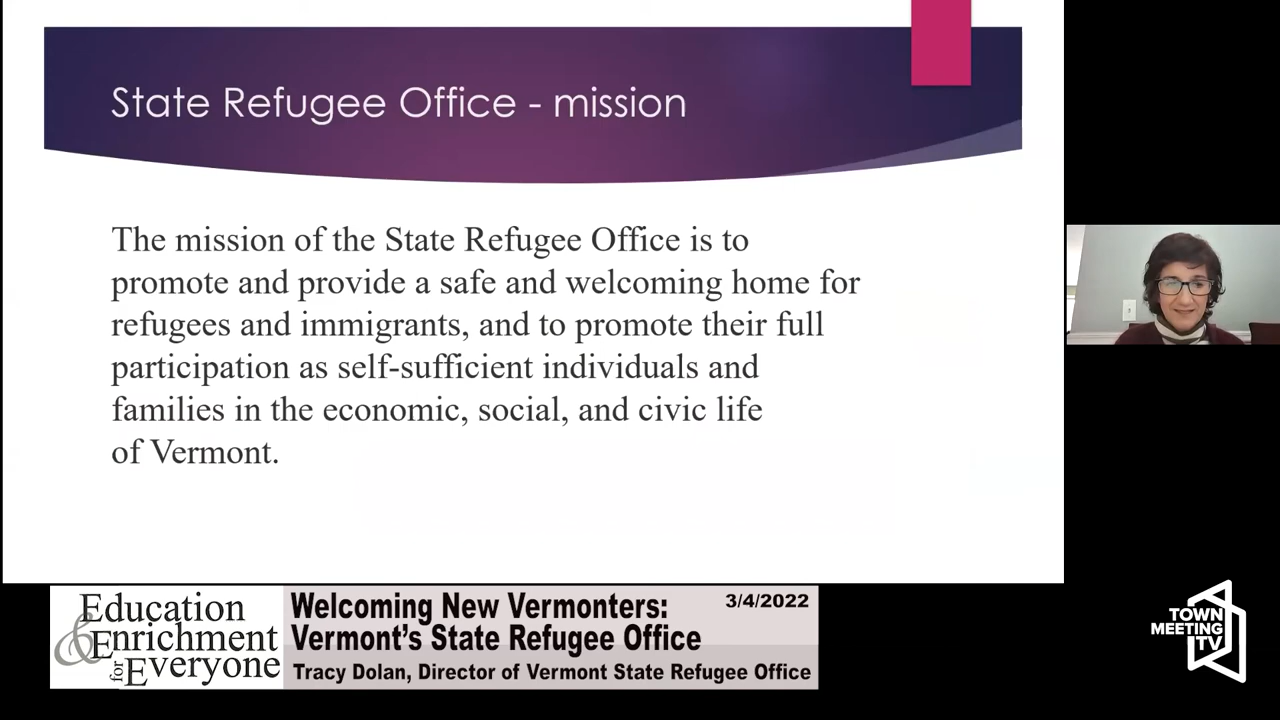 State Refugee Office - mission
The mission of the State Refugee Office is to
promote and provide a safe and welcoming home for
refugees and immigrants, and to promote their full
participation as self-sufficient individuals and
families in the economic, social, and civic life
of Vermont.
Education
& Enrichment
for Everyone
Welcoming New Vermonters:
3/4/2022
Vermont's State Refugee Office
Tracy Dolan, Director of Vermont State Refugee Office
TOWN
MEETING
TV